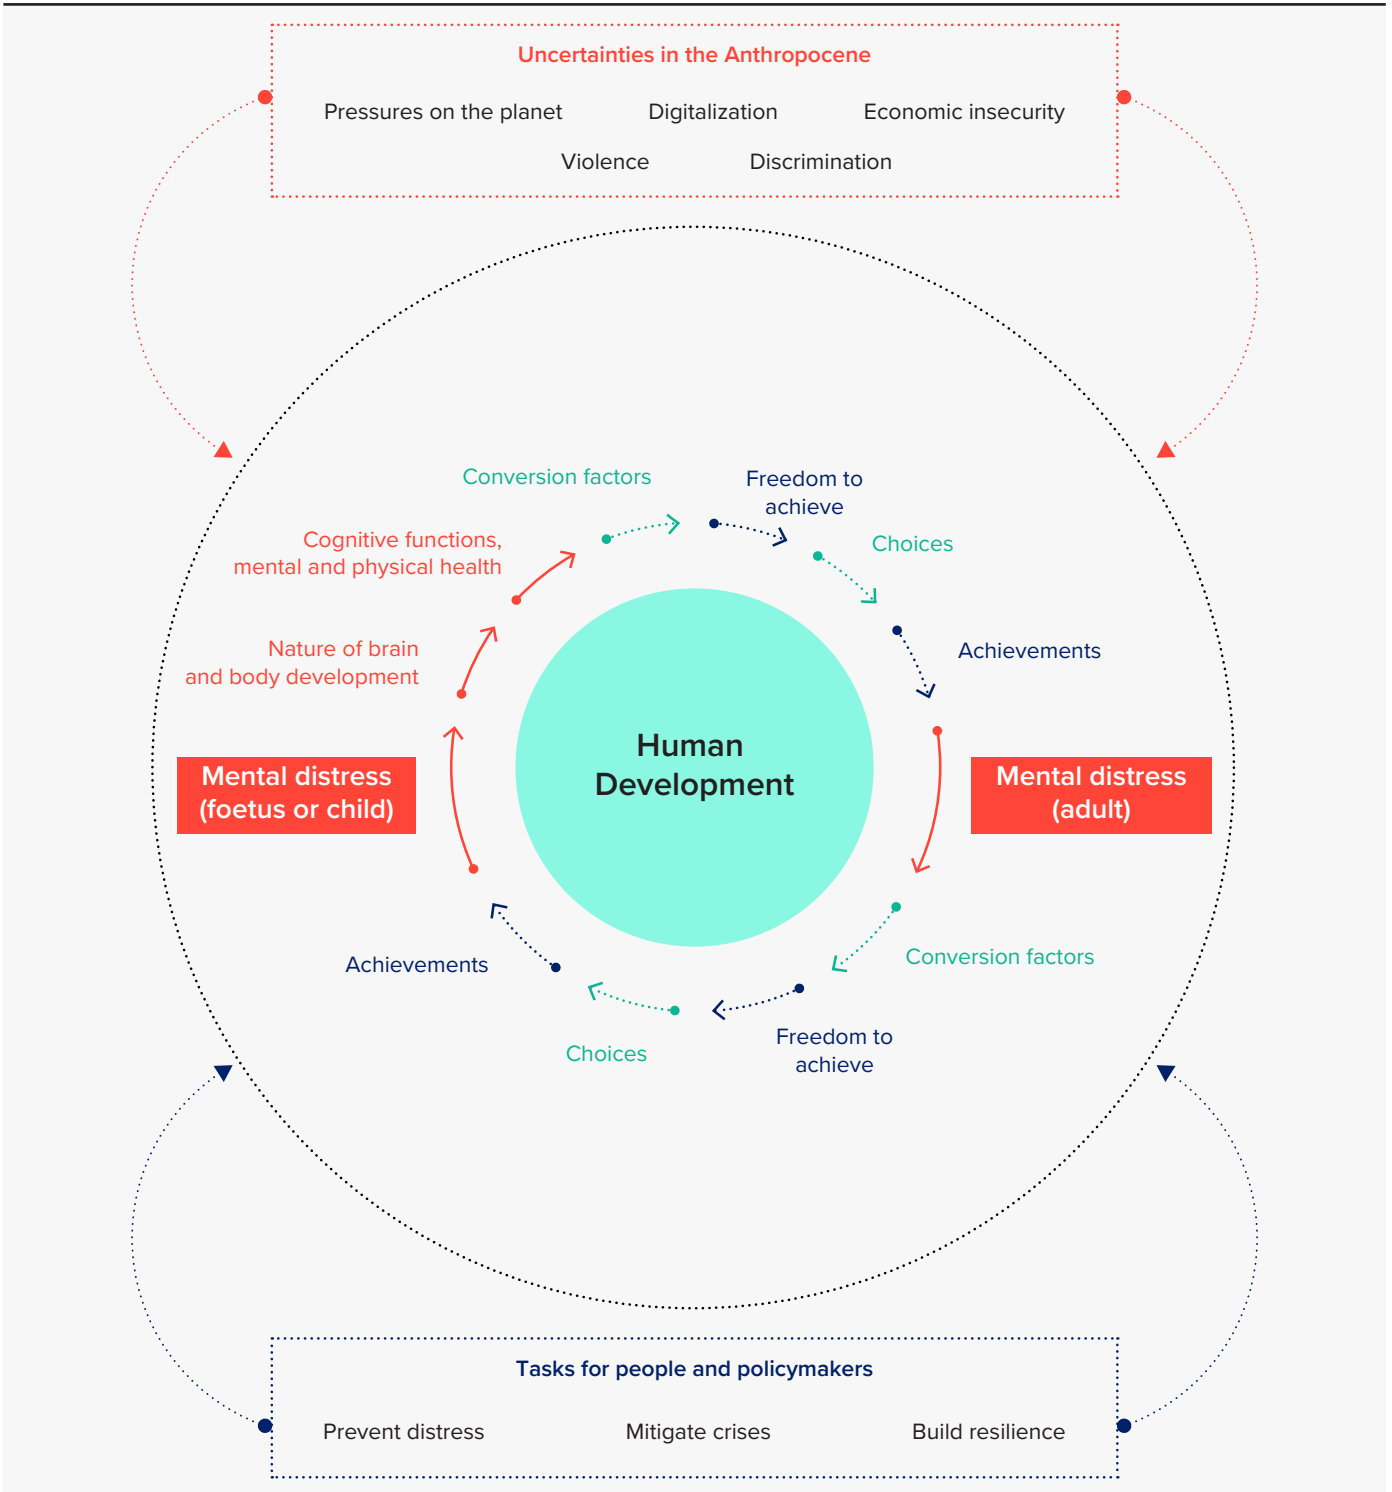 Uncertainties in the Anthropocene
Pressures on the planet Digitalization Economic insecurity
Violence Discrimination
Conversion factors
Freedom to
achieve
Choices
Cognitive functions,
mental and physical health
Achievements
Nature of brain
and body development
Human
Development
Mental distress
(foetus or child)
Mental distress
(adult)
Achievements
Conversion factors
Choices
Freedom to
achieve
Tasks for people and policymakers
Prevent distress Mitigate crises Build resilience